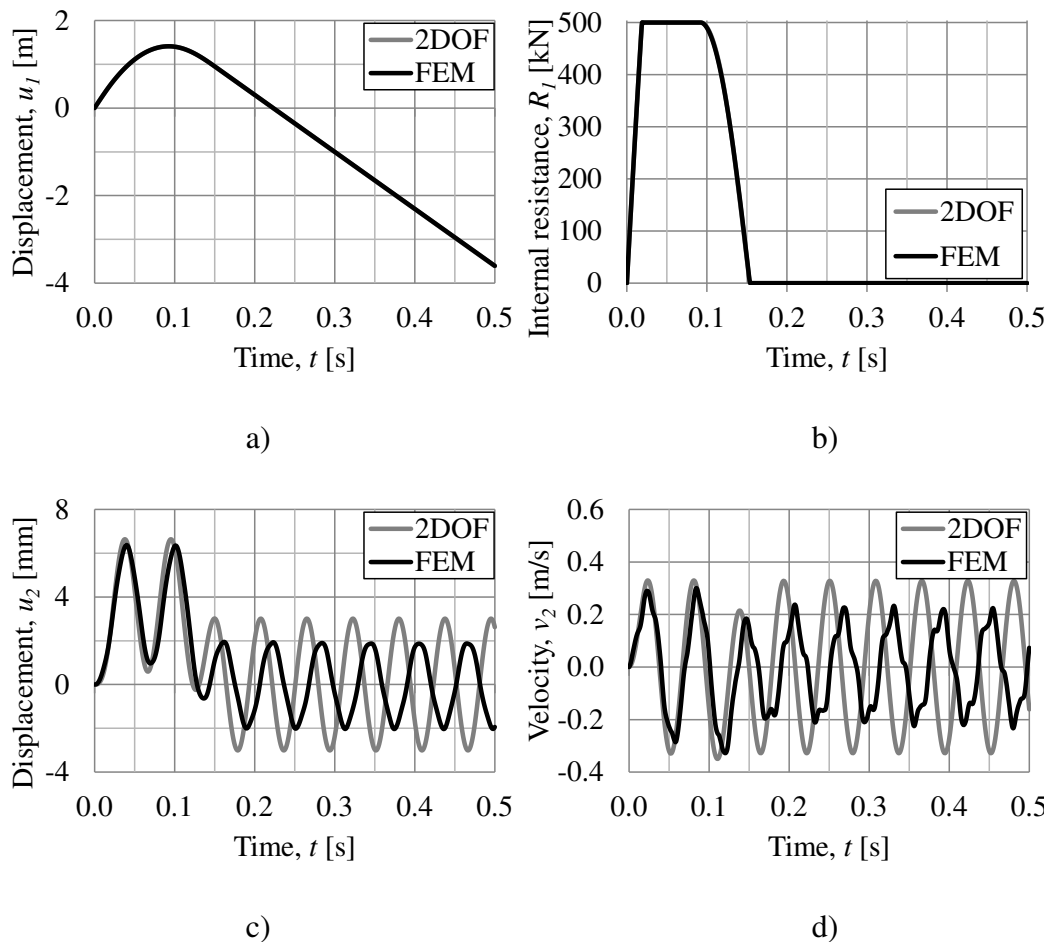 Displacement, u1 [m]
2
0
-2
-4
0.0 0.1 0.2 0.3 0.4 0.5
Time, t [s]
2DOF
FEM
a)
Internal resistance, R1 [kN]
500
400
300
200
100
0
0.0 0.1 0.2 0.3 0.4 0.5
Time, t [s]
2DOF
FEM
b)
Displacement, u2 [mm]
8
4
0
-4
0.0 0.1 0.2 0.3 0.4 0.5
Time, t [s]
2DOF
FEM
c)
Velocity, v2 [m/s]
0.6
0.4
0.2
0.0
-0.2
-0.4
0.0 0.1 0.2 0.3 0.4 0.5
Time, t [s]
2DOF
FEM
d)